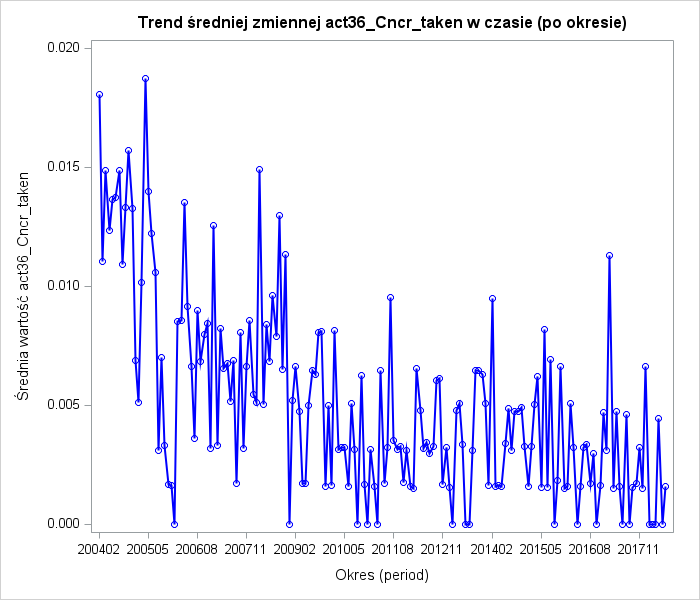 Trend średniej zmiennej act36_Cncr_taken w czasie (po okresie)
Średnia wartość act36_Cncr_taken
0.020
0.015
0.010
0.005
0.000
200402 200505 200608 200711 200902 201005 201108 201211 201402 201505 201608 201711
Okres (period)